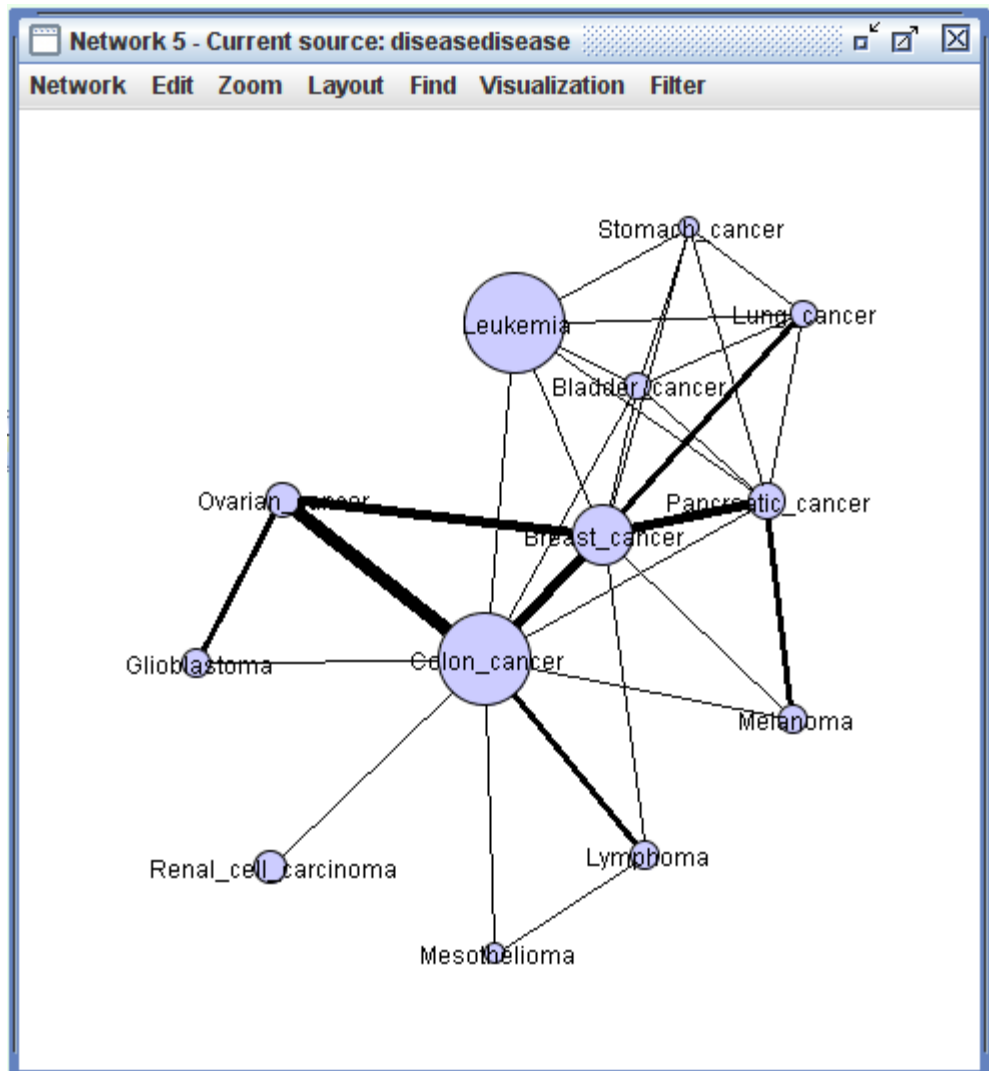 Network 5 - Current source: diseasedisease
Network Edit Zoom Layout Find Visualization Filter
Stomach_cancer
Lung_cancer
Leukemia
Bladder_cancer
Ovarian_cancer
Pancreatic_cancer
Breast_cancer
Colon_cancer
Glioblastoma
Melanoma
Lymphoma
Renal_cell_carcinoma
Mesothelioma